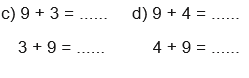 c) 9 + 3 = ...... d) 9 + 4 = ......
3 + 9 = ...... 4 + 9 = ......